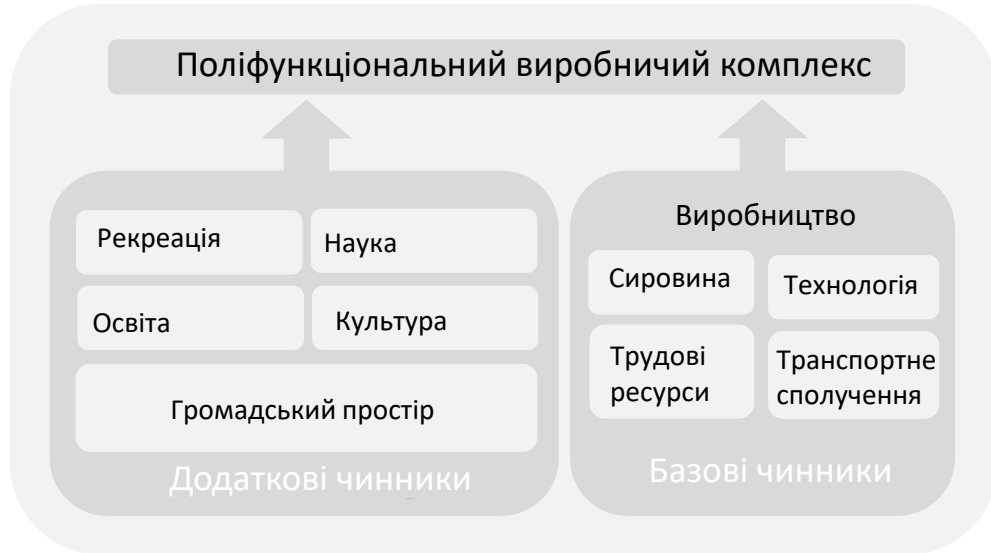 Поліфункціональний виробничий комплекс
Рекреація
Наука
Освіта
Культура
Громадський простір
Додаткові чинники
Виробництво
Сировина
Технологія
Трудові
ресурси
Транспортне
сполучення
Базові чинники